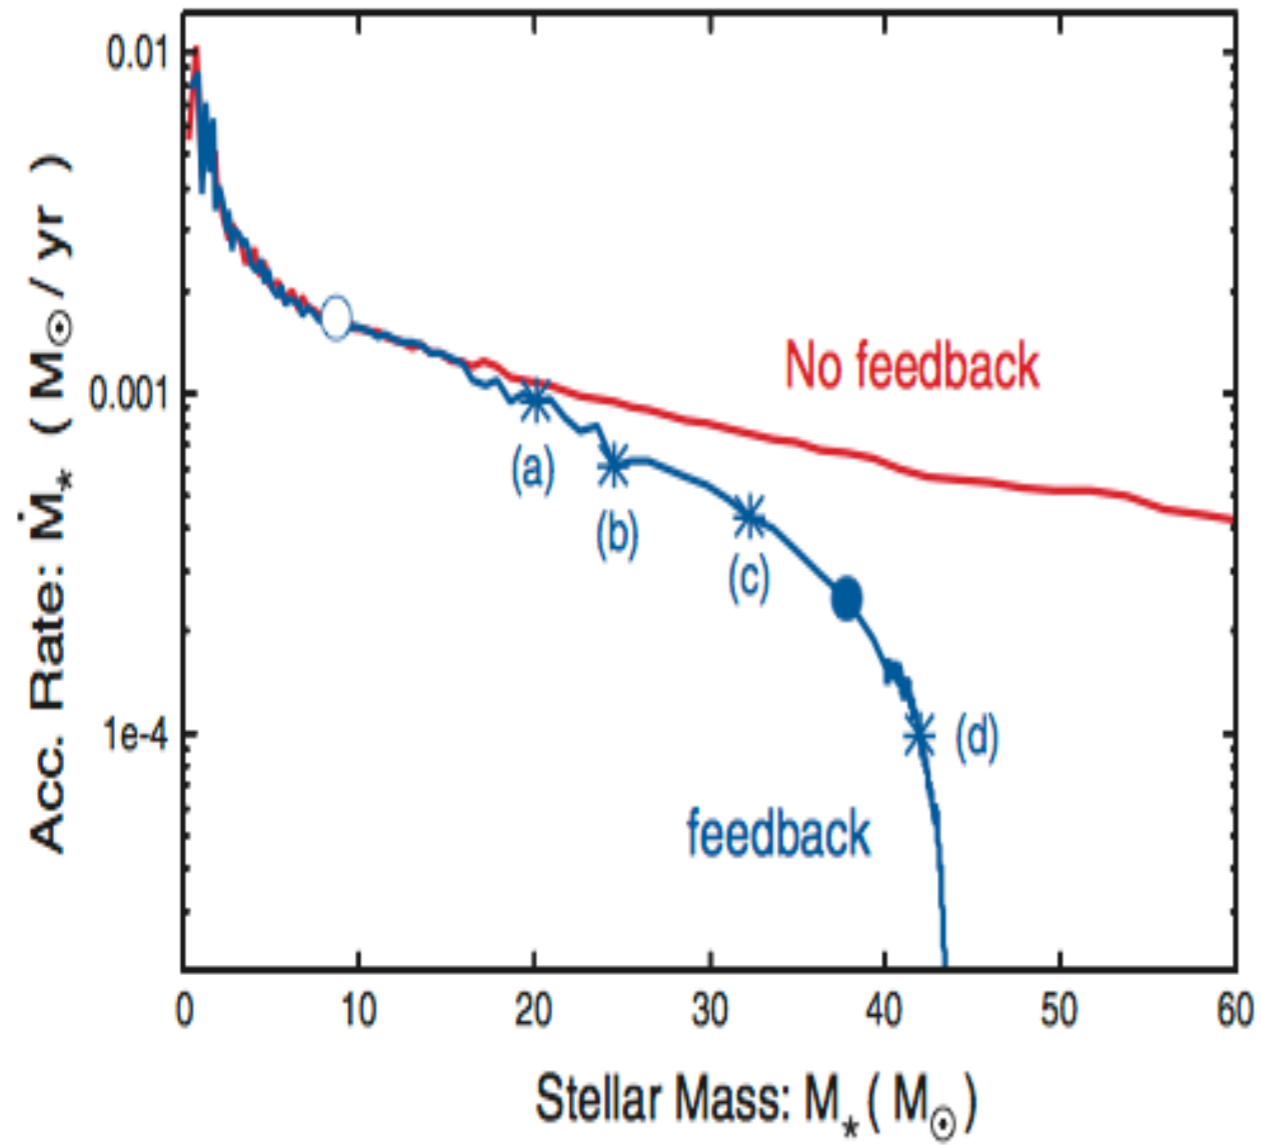 0.01
0.001
1e-4
Acc. Rate: Ṁ* ( M⊙ / yr )
No feedback
(a)
(b)
(c)
(d)
feedback
0 10 20 30 40 50 60
Stellar Mass: M* ( M⊙ )